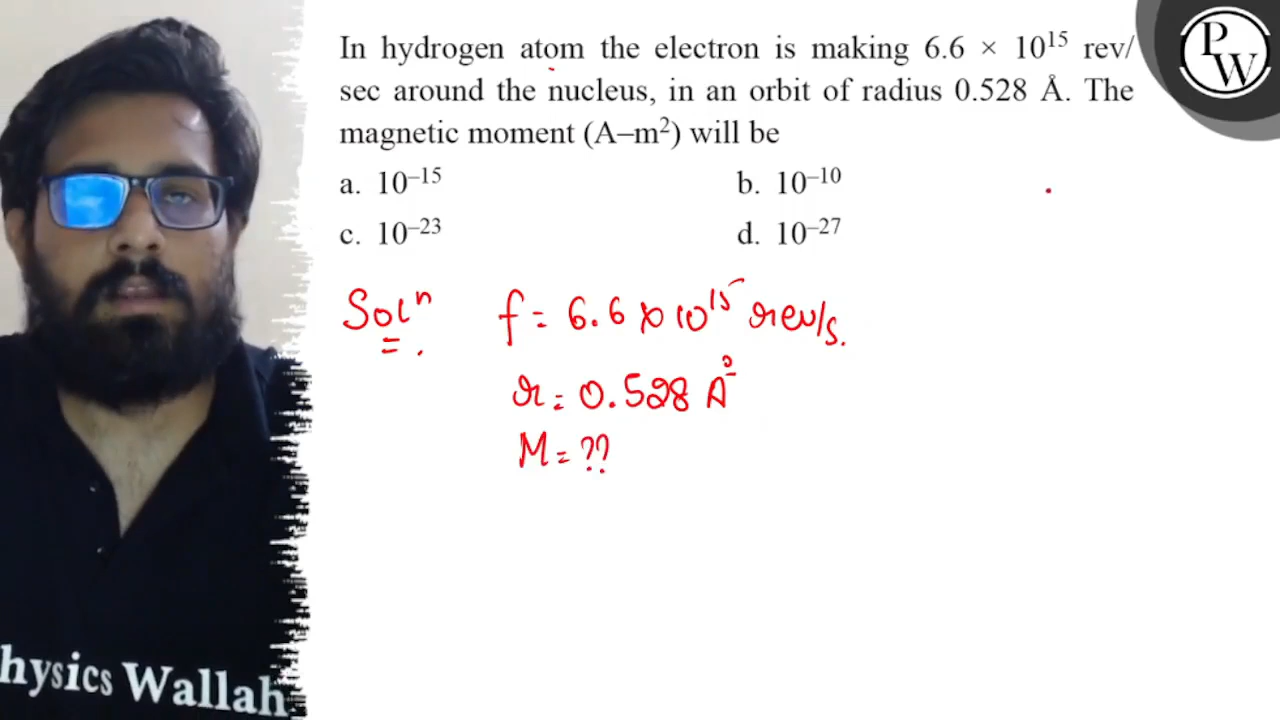 In hydrogen atom the electron is making 6.6 × 10¹⁵ rev/
sec around the nucleus, in an orbit of radius 0.528 Å. The
magnetic moment (A–m²) will be
a. 10⁻¹⁵ b. 10⁻¹⁰
c. 10⁻²³ d. 10⁻²⁷
Solⁿ f = 6.6 × 10¹⁵ rev/s.
r = 0.528 Å
M = ??
PW
hysics Wallah